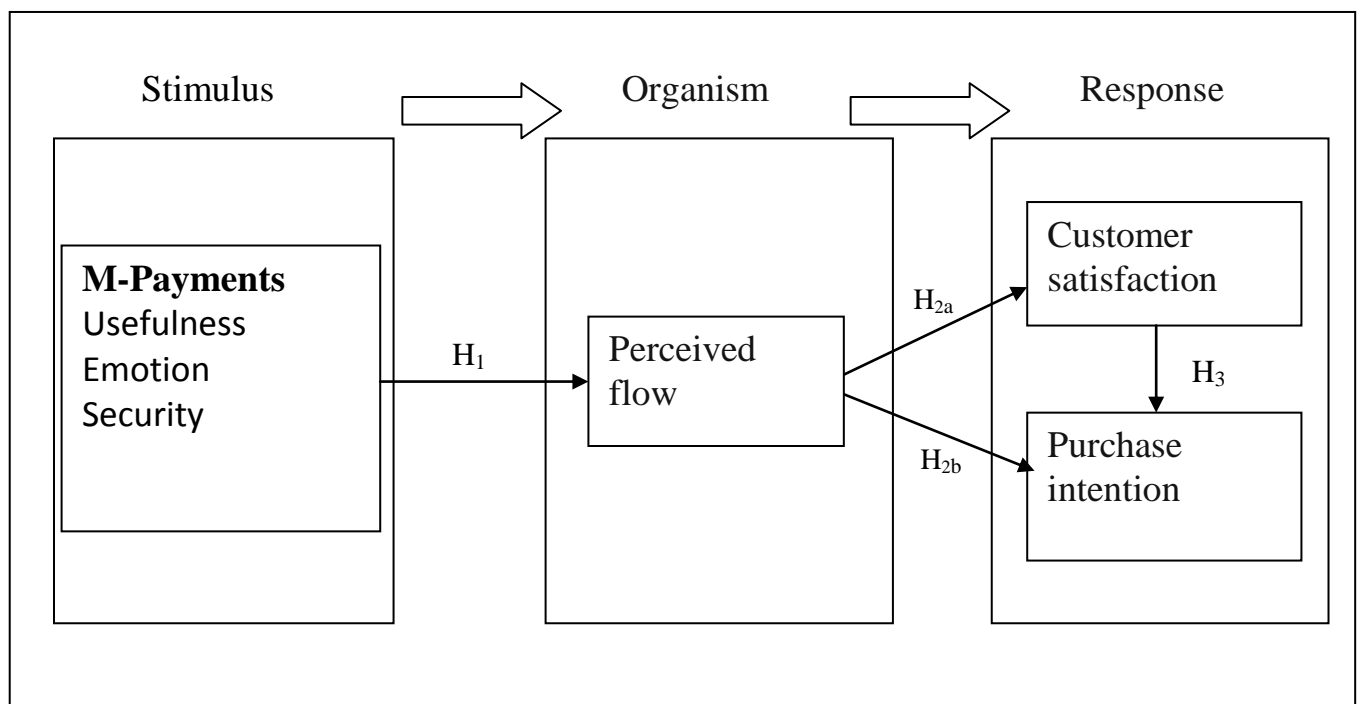 Stimulus
Organism
Response
M-Payments
Usefulness
Emotion
Security
H₁
Perceived
flow
H₂ₐ
H₂b
Customer
satisfaction
H₃
Purchase
intention